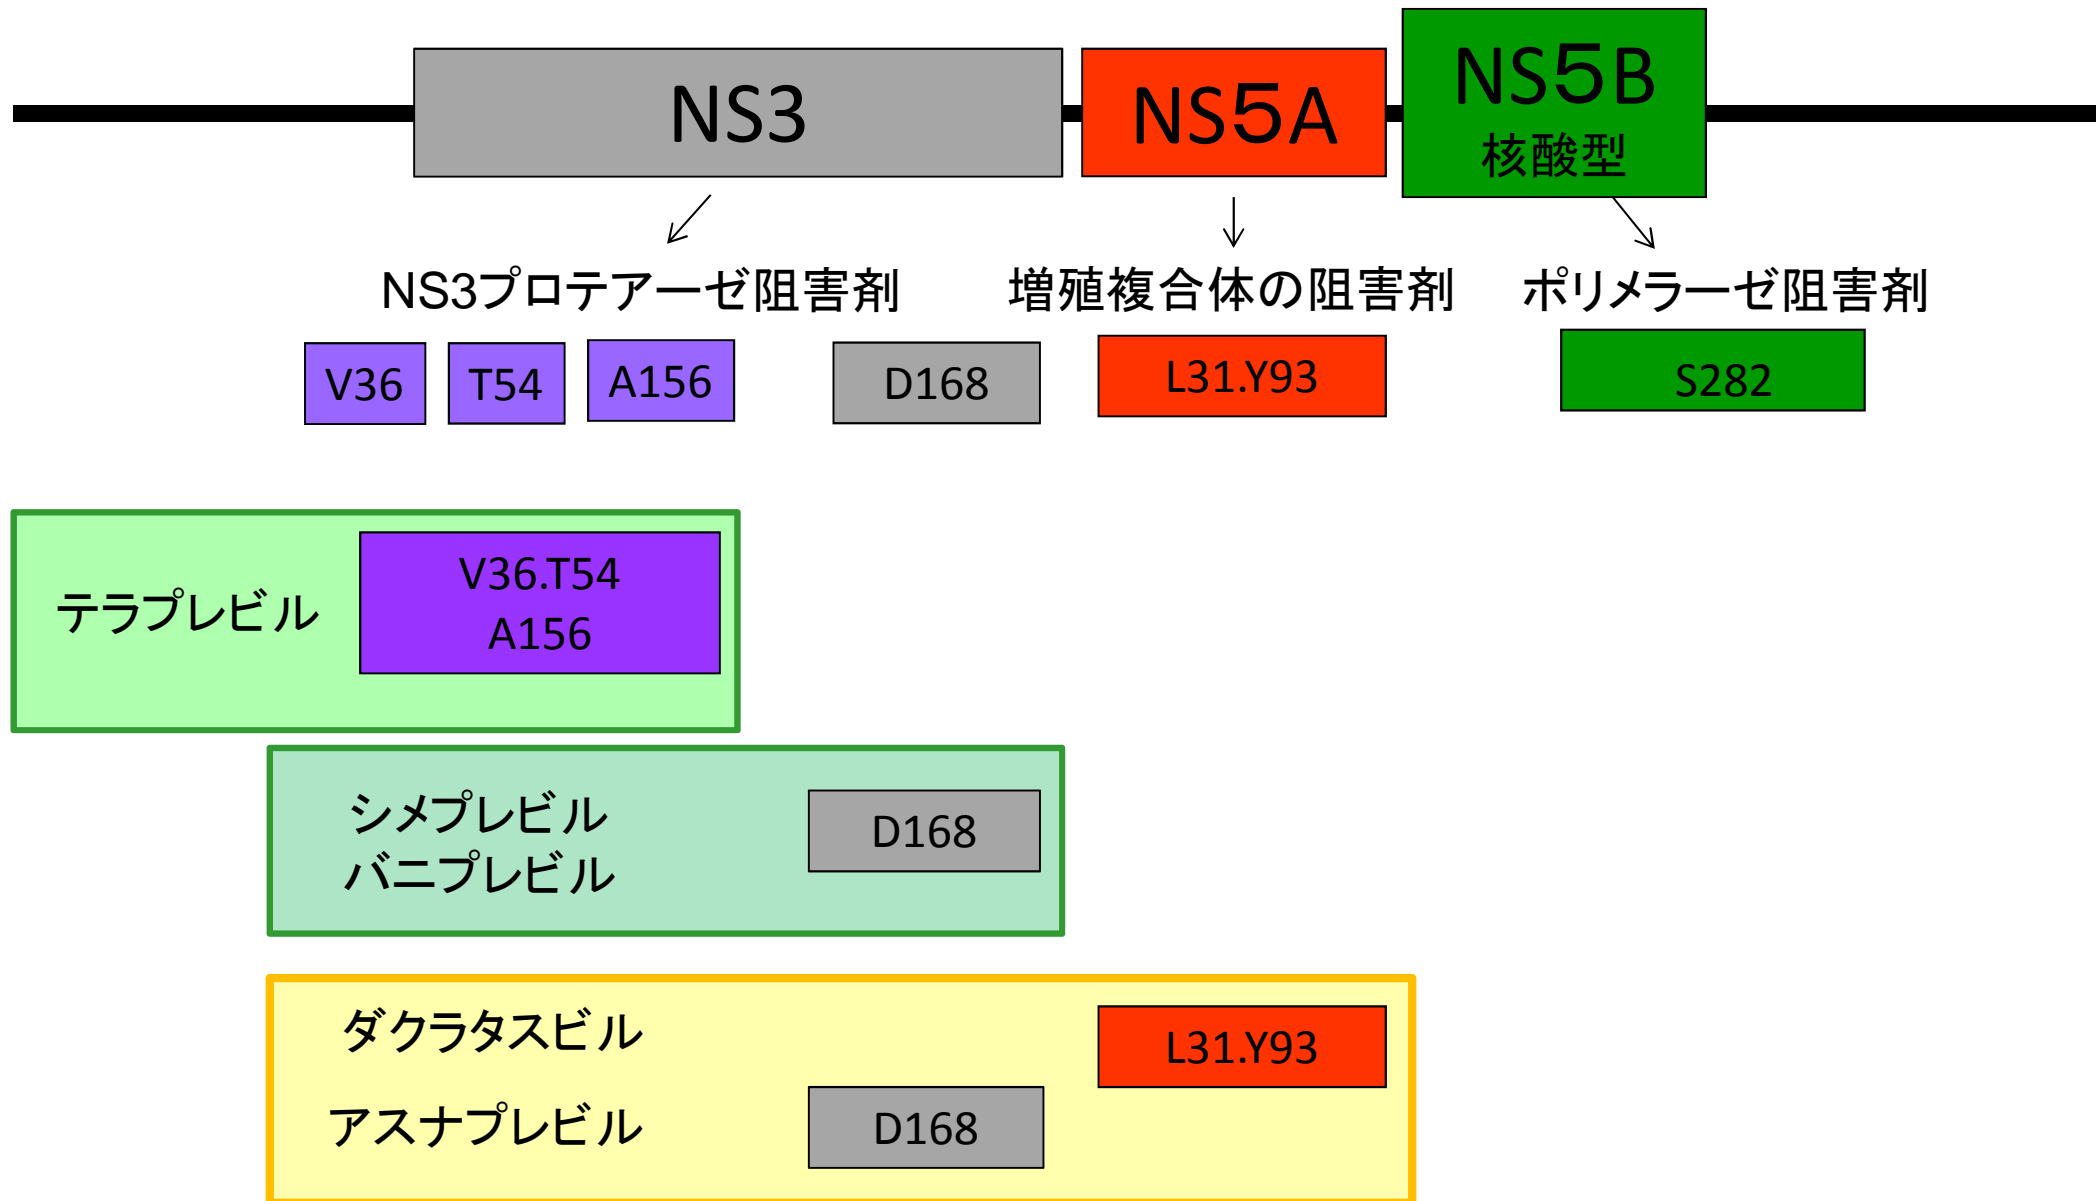 NS3
NS５A
NS５B
核酸型
NS3プロテアーゼ阻害剤
増殖複合体の阻害剤
ポリメラーゼ阻害剤
V36
T54
A156
D168
L31.Y93
S282
テラプレビル
V36.T54
A156
シメプレビル
バニプレビル
D168
ダクラタスビル
L31.Y93
アスナプレビル
D168